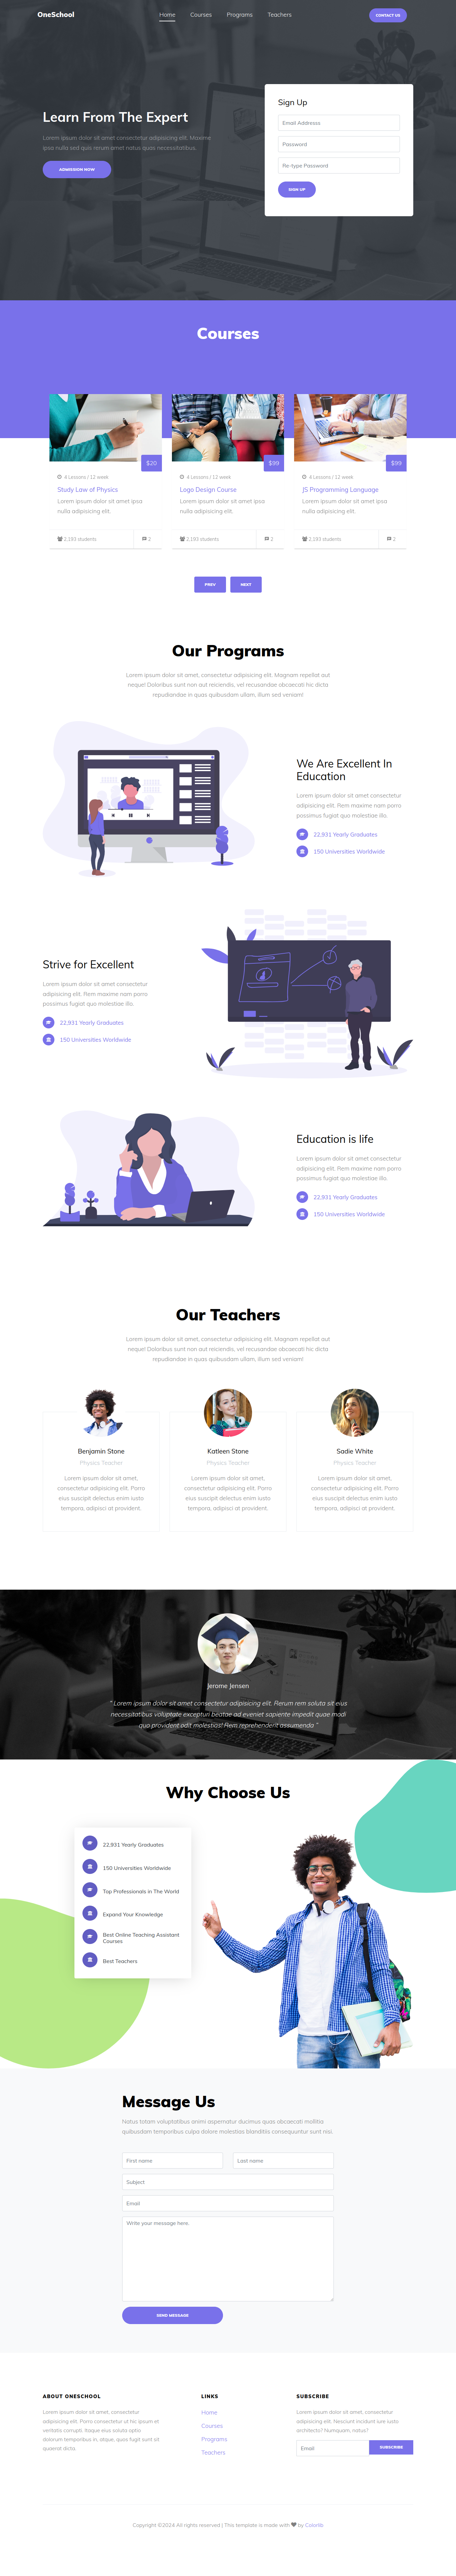 OneSchool
Home Courses Programs Teachers
CONTACT US
Learn From The Expert
Lorem ipsum dolor sit amet consectetur adipisicing elit. Maxime
ipsa nulla sed quis rerum amet natus quas necessitatibus.
ADMISSION NOW
Sign Up
Email Addresss
Password
Re-type Password
SIGN UP
Courses
$20
4 Lessons / 12 week
Study Law of Physics
Lorem ipsum dolor sit amet ipsa
nulla adipisicing elit.
2,193 students
2
$99
4 Lessons / 12 week
Logo Design Course
Lorem ipsum dolor sit amet ipsa
nulla adipisicing elit.
2,193 students
2
$99
4 Lessons / 12 week
JS Programming Language
Lorem ipsum dolor sit amet ipsa
nulla adipisicing elit.
2,193 students
2
PREV
NEXT
Our Programs
Lorem ipsum dolor sit amet, consectetur adipisicing elit. Magnam repellat aut
neque! Doloribus sunt non aut reiciendis, vel recusandae obcaecati hic dicta
repudiandae in quas quibusdam ullam, illum sed veniam!
We Are Excellent In
Education
Lorem ipsum dolor sit amet consectetur
adipisicing elit. Rem maxime nam porro
possimus fugiat quo molestiae illo.
22,931 Yearly Graduates
150 Universities Worldwide
Strive for Excellent
Lorem ipsum dolor sit amet consectetur
adipisicing elit. Rem maxime nam porro
possimus fugiat quo molestiae illo.
22,931 Yearly Graduates
150 Universities Worldwide
Education is life
Lorem ipsum dolor sit amet consectetur
adipisicing elit. Rem maxime nam porro
possimus fugiat quo molestiae illo.
22,931 Yearly Graduates
150 Universities Worldwide
Our Teachers
Lorem ipsum dolor sit amet, consectetur adipisicing elit. Magnam repellat aut
neque! Doloribus sunt non aut reiciendis, vel recusandae obcaecati hic dicta
repudiandae in quas quibusdam ullam, illum sed veniam!
Benjamin Stone
Physics Teacher
Lorem ipsum dolor sit amet,
consectetur adipisicing elit. Porro
eius suscipit delectus enim iusto
tempora, adipisci at provident.
Katleen Stone
Physics Teacher
Lorem ipsum dolor sit amet,
consectetur adipisicing elit. Porro
eius suscipit delectus enim iusto
tempora, adipisci at provident.
Sadie White
Physics Teacher
Lorem ipsum dolor sit amet,
consectetur adipisicing elit. Porro
eius suscipit delectus enim iusto
tempora, adipisci at provident.
Jerome Jensen
“ Lorem ipsum dolor sit amet consectetur adipisicing elit. Rerum rem soluta sit eius
necessitatibus voluptate excepturi beatae ad eveniet sapiente impedit quae modi
quo provident odit molestias! Rem reprehenderit assumenda ”
Why Choose Us
22,931 Yearly Graduates
150 Universities Worldwide
Top Professionals in The World
Expand Your Knowledge
Best Online Teaching Assistant
Courses
Best Teachers
Message Us
Natus totam voluptatibus animi aspernatur ducimus quas obcaecati mollitia
quibusdam temporibus culpa dolore molestias blanditiis consequuntur sunt nisi.
First name
Last name
Subject
Email
Write your message here.
SEND MESSAGE
ABOUT ONESCHOOL
Lorem ipsum dolor sit amet, consectetur
adipisicing elit. Porro consectetur ut hic ipsum et
veritatis corrupti. Itaque eius soluta optio
dolorum temporibus in, atque, quos fugit sunt sit
quaerat dicta.
LINKS
Home
Courses
Programs
Teachers
SUBSCRIBE
Lorem ipsum dolor sit amet, consectetur
adipisicing elit. Nesciunt incidunt iure iusto
architecto? Numquam, natus?
Email
SUBSCRIBE
Copyright ©2024 All rights reserved | This template is made with by Colorlib